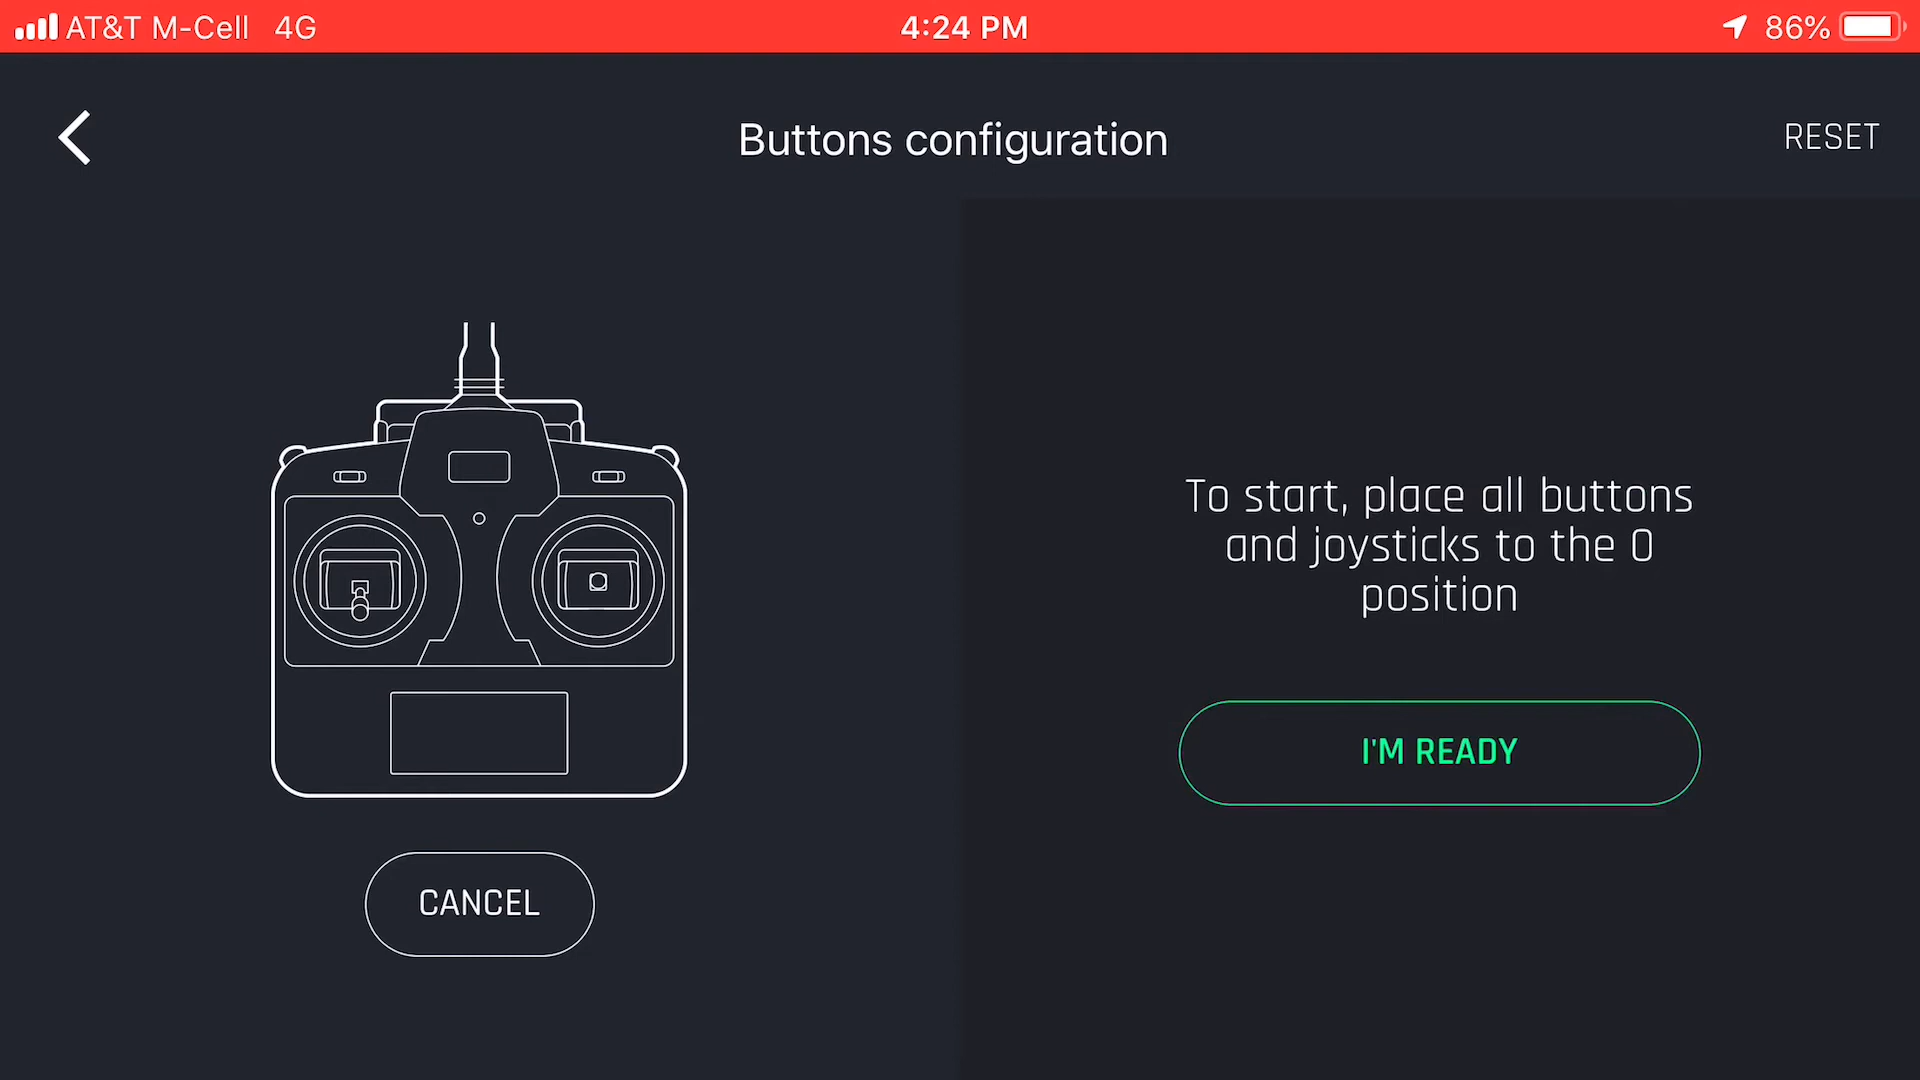 AT&T M-Cell 4G 4:24 PM 86%
Buttons configuration
RESET
To start, place all buttons
and joysticks to the 0
position
I'M READY
CANCEL